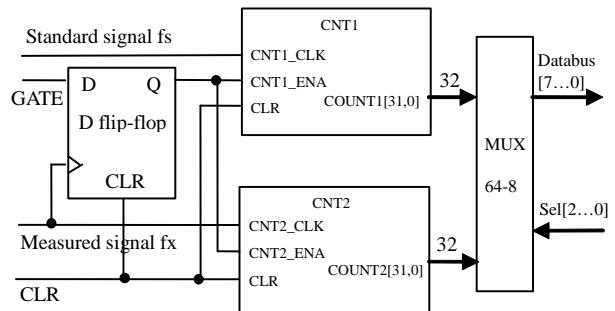 Standard signal fs
GATE
D
Q
D flip-flop
CLR
Measured signal fx
CLR
CNT1
CNT1_CLK
CNT1_ENA
COUNT1[31,0]
CLR
CNT2
CNT2_CLK
CNT2_ENA
COUNT2[31,0]
CLR
32
32
MUX
64-8
Databus
[7…0]
Sel[2…0]